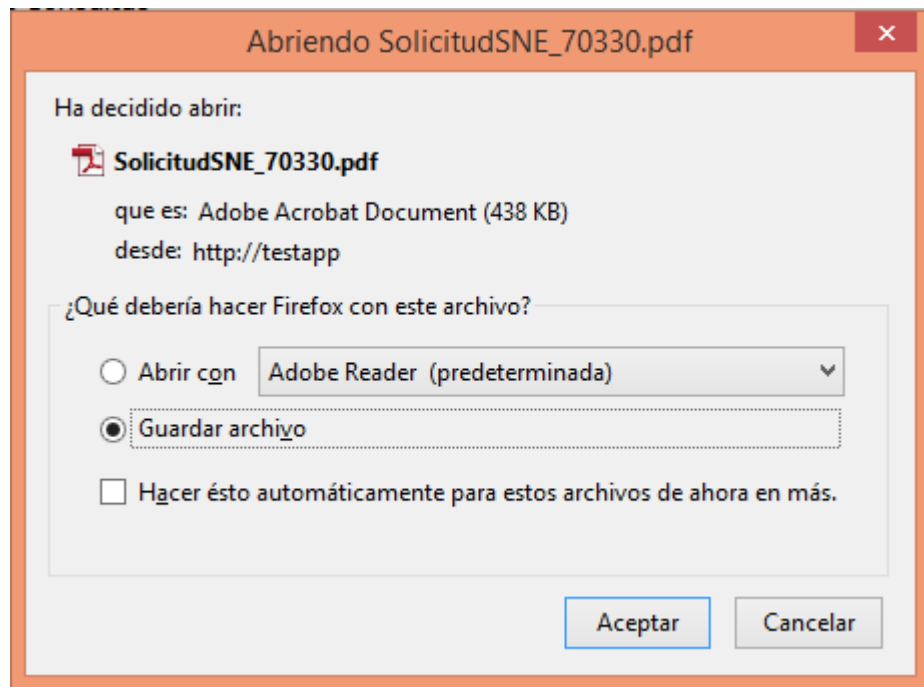 Abriendo SolicitudSNE_70330.pdf
Ha decidido abrir:
SolicitudSNE_70330.pdf
que es: Adobe Acrobat Document (438 KB)
desde: http://testapp
¿Qué debería hacer Firefox con este archivo?
Abrir con Adobe Reader (predeterminada)
Guardar archivo
Hacer ésto automáticamente para estos archivos de ahora en más.
Aceptar Cancelar